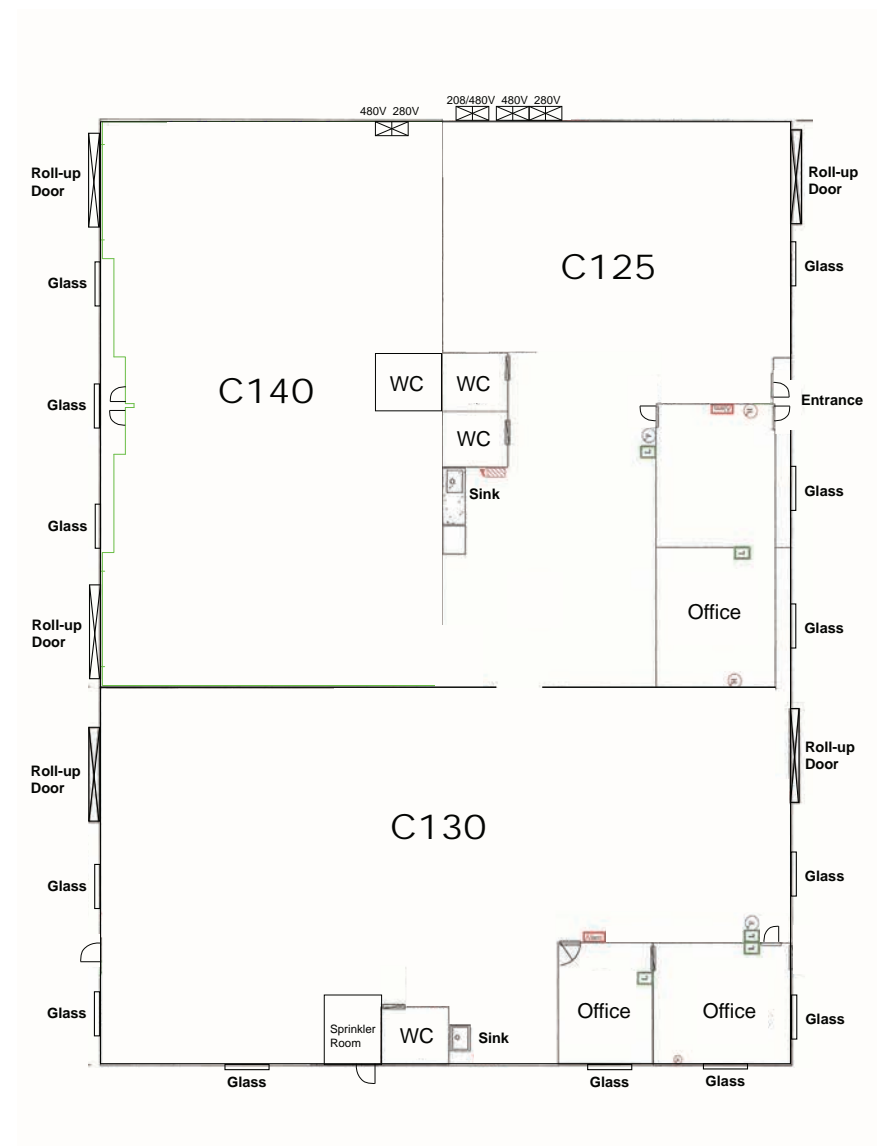 208/480V 480V 280V
480V 280V
Roll-up
Door
Roll-up
Door
C125
Glass
Glass
WC
WC
C140
Entrance
Glass
WC
Sink
Glass
Glass
Office
Roll-up
Door
Glass
Roll-up
Door
Roll-up
Door
C130
Glass
Glass
Office
Office
Glass
Glass
Sprinkler
Room
WC
Sink
Glass
Glass
Glass